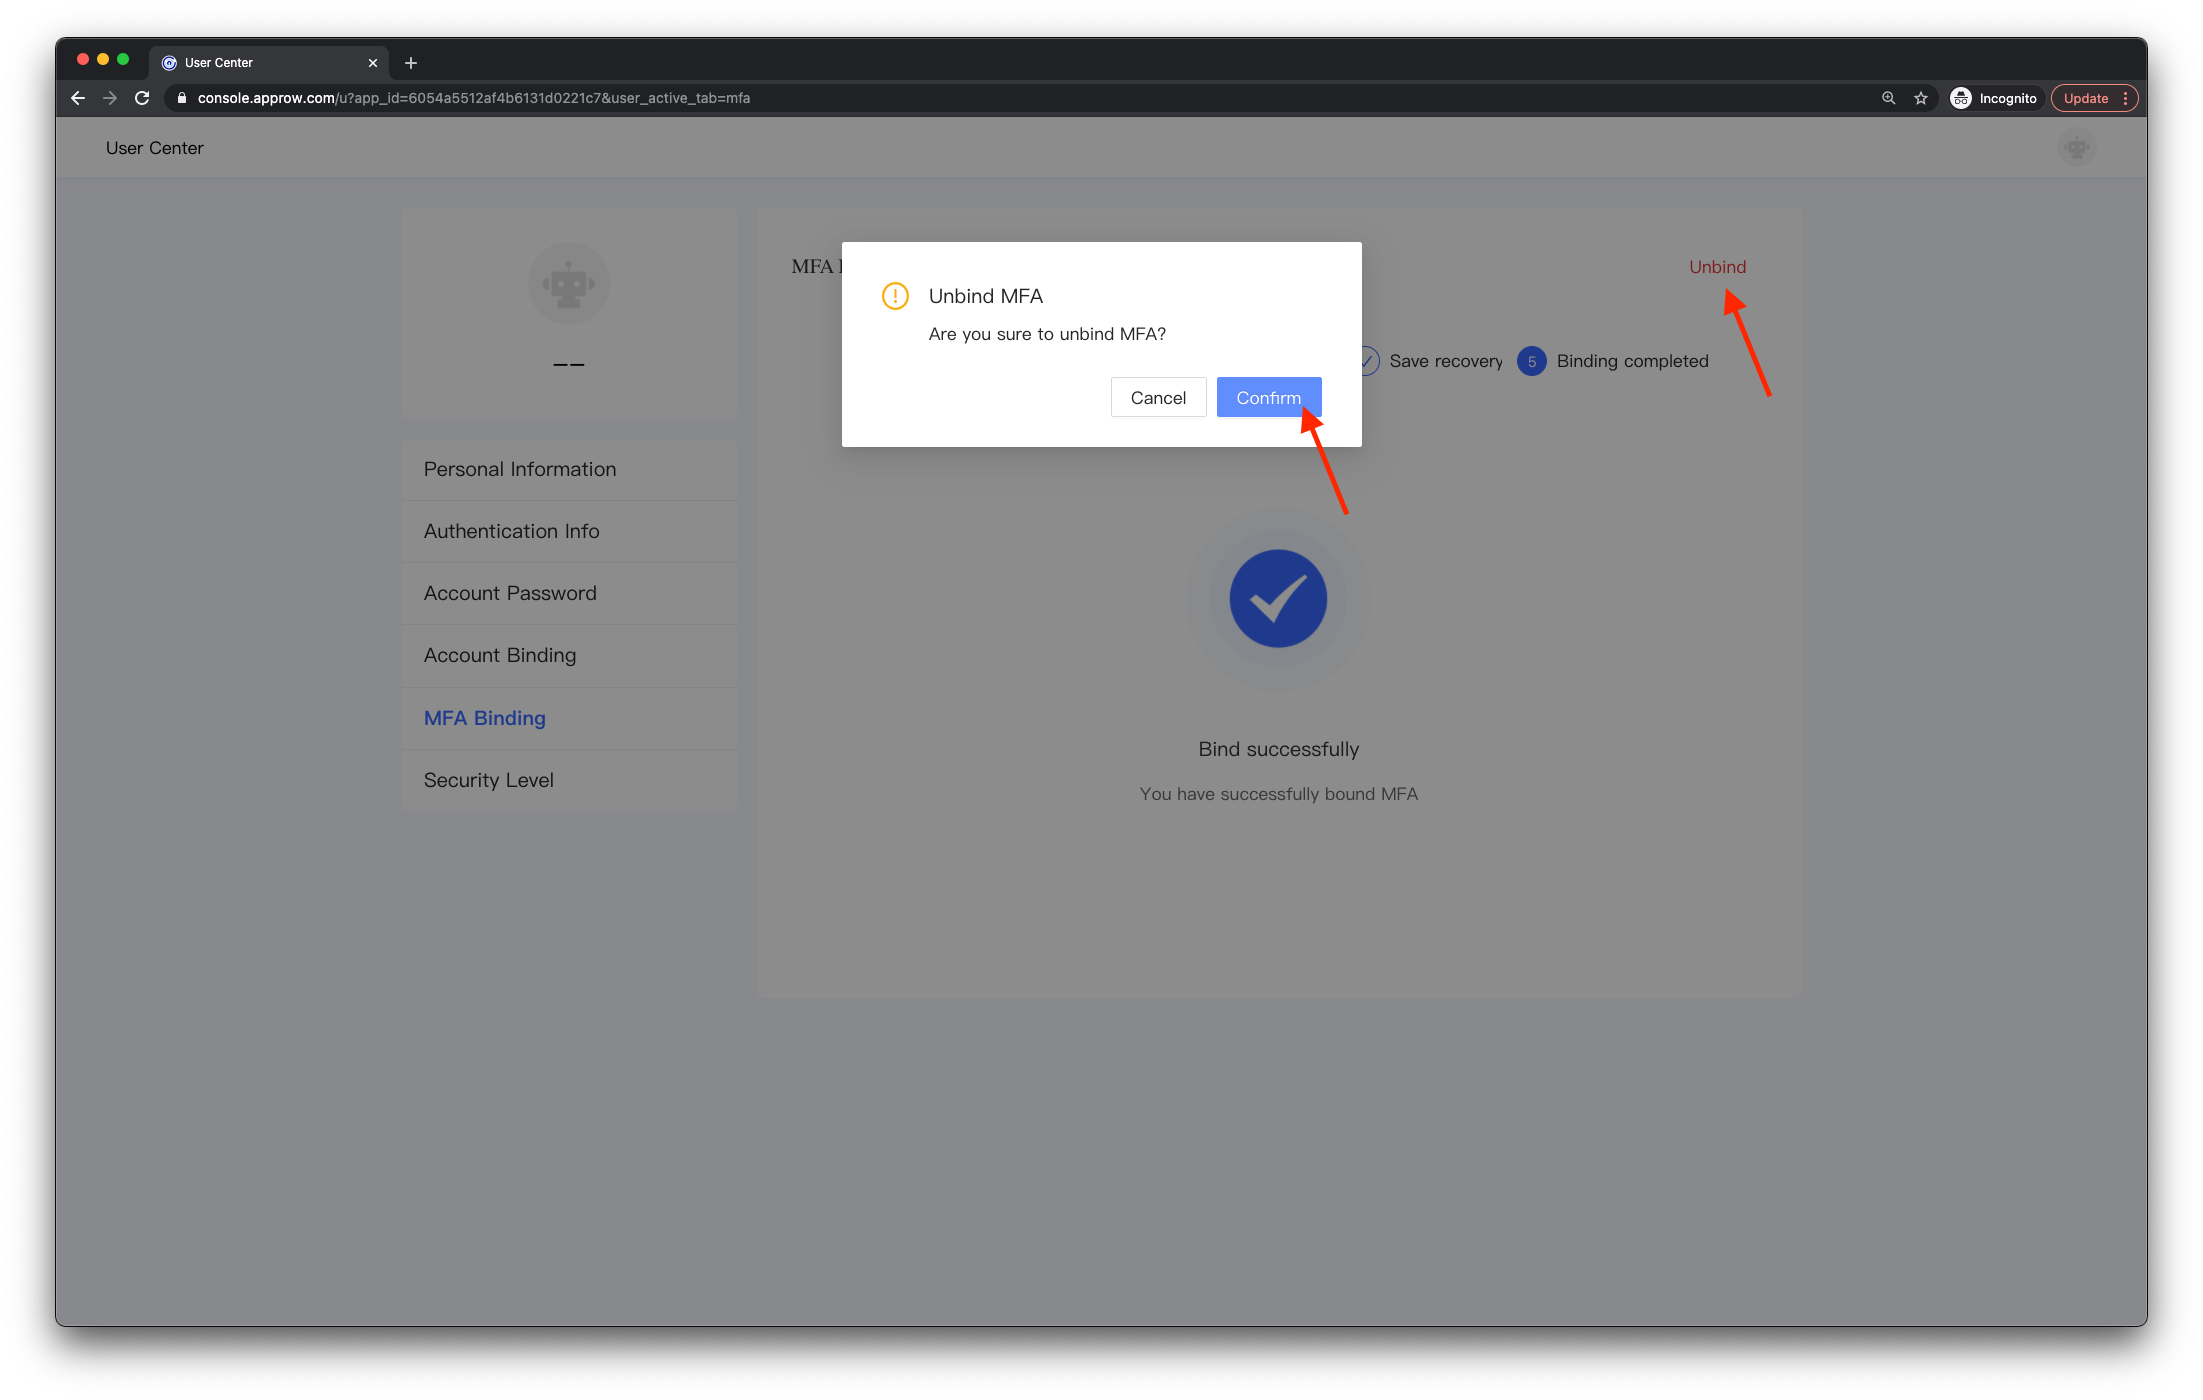 User Center
console.approw.com/u?app_id=6054a5512af4b6131d0221c7&user_active_tab=mfa
Incognito
Update
User Center
MFA
Unbind
Unbind MFA
Are you sure to unbind MFA?
Save recovery
5
Binding completed
Cancel
Confirm
Personal Information
Authentication Info
Account Password
Account Binding
MFA Binding
Security Level
Bind successfully
You have successfully bound MFA